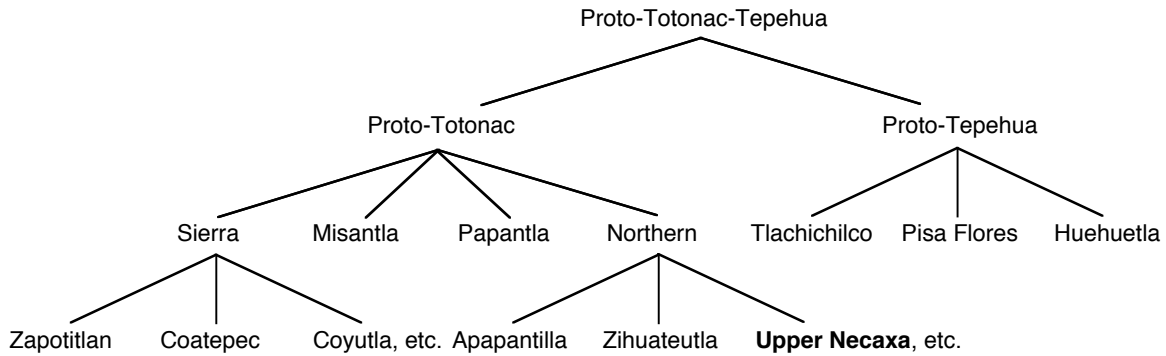 Proto-Totonac-Tepehua
Proto-Totonac Proto-Tepehua
Sierra Misantla Papantla Northern Tlachichilco Pisa Flores Huehuetla
Zapotitlan Coatepec Coyutla, etc. Apapantilla Zihuateutla Upper Necaxa, etc.